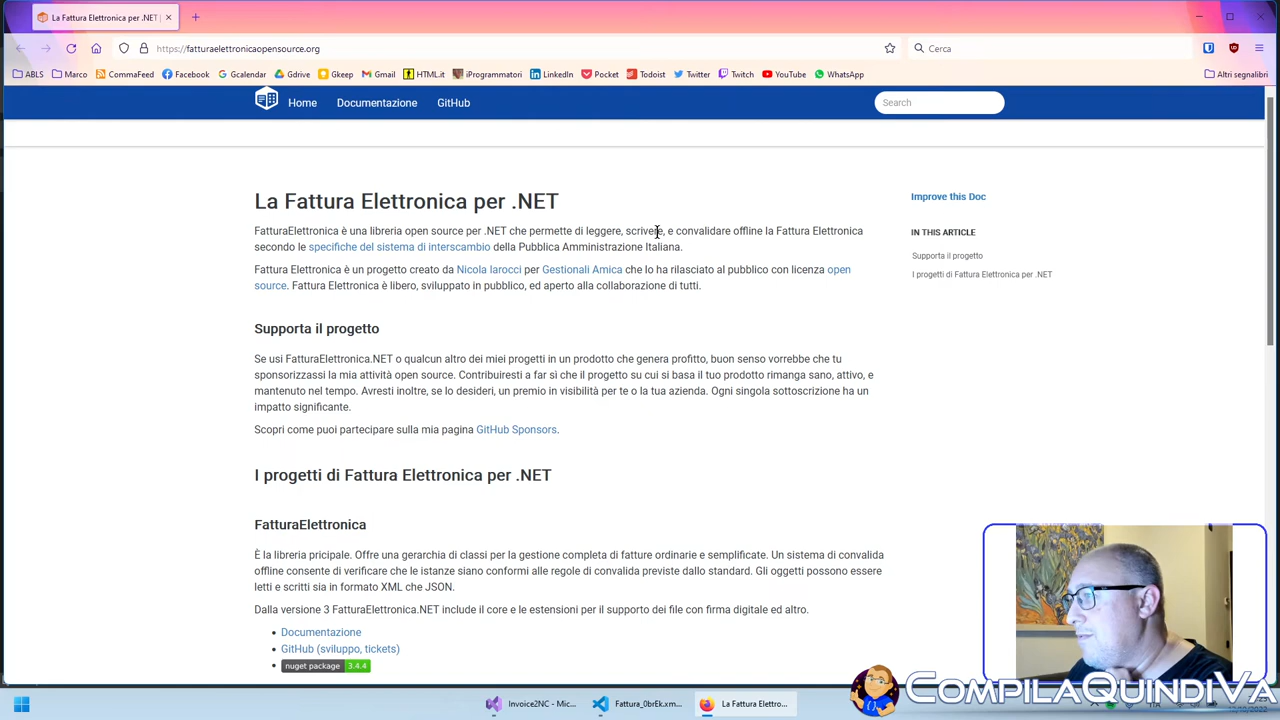 La Fattura Elettronica per .NET |
https://fatturaelettronicaopensource.org
Cerca
ABLS
Marco
CommaFeed
Facebook
Gcalendar
Gdrive
Gkeep
Gmail
HTML.it
iProgrammatori
LinkedIn
Pocket
Todoist
Twitter
Twitch
YouTube
WhatsApp
Altri segnalibri
Home
Documentazione
GitHub
Search
La Fattura Elettronica per .NET
FatturaElettronica è una libreria open source per .NET che permette di leggere, scrivere, e convalidare offline la Fattura Elettronica
secondo le specifiche del sistema di interscambio della Pubblica Amministrazione Italiana.
Fattura Elettronica è un progetto creato da Nicola Iarocci per Gestionali Amica che lo ha rilasciato al pubblico con licenza open
source. Fattura Elettronica è libero, sviluppato in pubblico, ed aperto alla collaborazione di tutti.
Improve this Doc
IN THIS ARTICLE
Supporta il progetto
I progetti di Fattura Elettronica per .NET
Supporta il progetto
Se usi FatturaElettronica.NET o qualcun altro dei miei progetti in un prodotto che genera profitto, buon senso vorrebbe che tu
sponsorizzassi la mia attività open source. Contribuiresti a far sì che il progetto su cui si basa il tuo prodotto rimanga sano, attivo, e
mantenuto nel tempo. Avresti inoltre, se lo desideri, un premio in visibilità per te o la tua azienda. Ogni singola sottoscrizione ha un
impatto significante.
Scopri come puoi partecipare sulla mia pagina GitHub Sponsors.
I progetti di Fattura Elettronica per .NET
FatturaElettronica
È la libreria pricipale. Offre una gerarchia di classi per la gestione completa di fatture ordinarie e semplificate. Un sistema di convalida
offline consente di verificare che le istanze siano conformi alle regole di convalida previste dallo standard. Gli oggetti possono essere
letti e scritti sia in formato XML che JSON.
Dalla versione 3 FatturaElettronica.NET include il core e le estensioni per il supporto dei file con firma digitale ed altro.
Documentazione
GitHub (sviluppo, tickets)
nuget package 3.4.4
Invoice2NC - Mic...
Fattura_0brEk.xm...
La Fattura Elettro...
COMPILAQUINDIVA